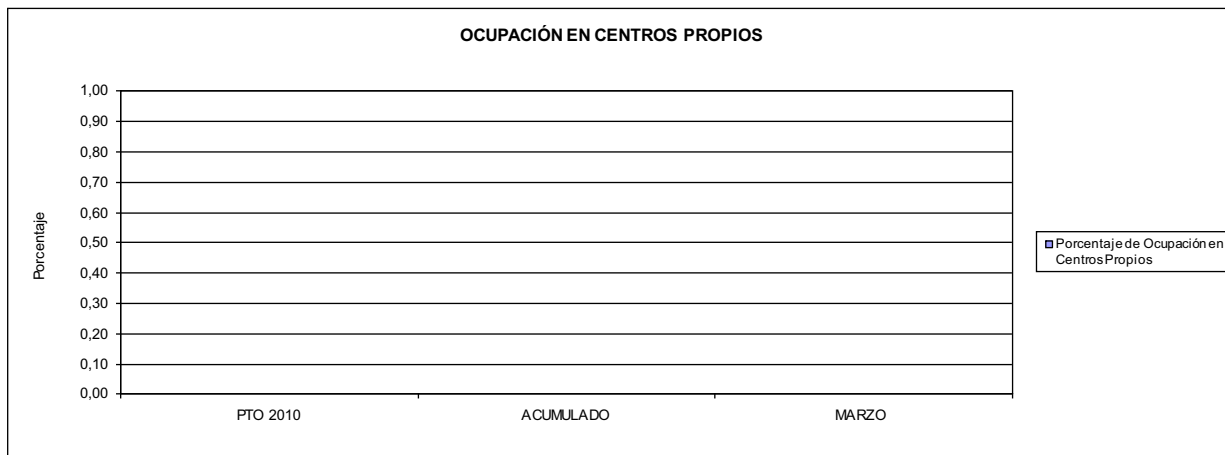 OCUPACIÓN EN CENTROS PROPIOS
1,00
0,90
0,80
0,70
0,60
0,50
0,40
0,30
0,20
0,10
0,00
Porcentaje
PTO 2010 ACUMULADO MARZO
Porcentaje de Ocupación en
Centros Propios